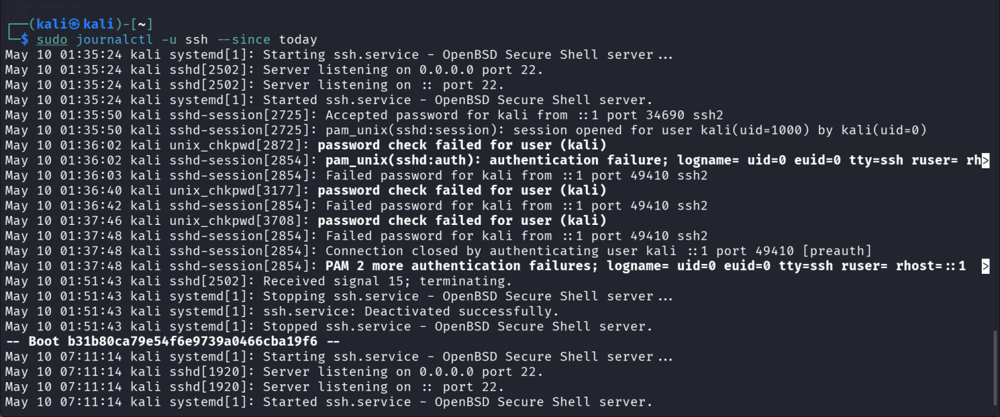 ┌──(kali㉿kali)-[~]
└─$ sudo journalctl -u ssh --since today
May 10 01:35:24 kali systemd[1]: Starting ssh.service - OpenBSD Secure Shell server...
May 10 01:35:24 kali sshd[2502]: Server listening on 0.0.0.0 port 22.
May 10 01:35:24 kali sshd[2502]: Server listening on :: port 22.
May 10 01:35:24 kali systemd[1]: Started ssh.service - OpenBSD Secure Shell server.
May 10 01:35:50 kali sshd-session[2725]: Accepted password for kali from ::1 port 34690 ssh2
May 10 01:35:50 kali sshd-session[2725]: pam_unix(sshd:session): session opened for user kali(uid=1000) by kali(uid=0)
May 10 01:36:02 kali unix_chkpwd[2872]: password check failed for user (kali)
May 10 01:36:02 kali sshd-session[2854]: pam_unix(sshd:auth): authentication failure; logname= uid=0 euid=0 tty=ssh ruser= rh>
May 10 01:36:03 kali sshd-session[2854]: Failed password for kali from ::1 port 49410 ssh2
May 10 01:36:40 kali unix_chkpwd[3177]: password check failed for user (kali)
May 10 01:36:42 kali sshd-session[2854]: Failed password for kali from ::1 port 49410 ssh2
May 10 01:37:46 kali unix_chkpwd[3708]: password check failed for user (kali)
May 10 01:37:48 kali sshd-session[2854]: Failed password for kali from ::1 port 49410 ssh2
May 10 01:37:48 kali sshd-session[2854]: Connection closed by authenticating user kali ::1 port 49410 [preauth]
May 10 01:37:48 kali sshd-session[2854]: PAM 2 more authentication failures; logname= uid=0 euid=0 tty=ssh ruser= rhost=::1  >
May 10 01:51:43 kali sshd[2502]: Received signal 15; terminating.
May 10 01:51:43 kali systemd[1]: Stopping ssh.service - OpenBSD Secure Shell server...
May 10 01:51:43 kali systemd[1]: ssh.service: Deactivated successfully.
May 10 01:51:43 kali systemd[1]: Stopped ssh.service - OpenBSD Secure Shell server.
-- Boot b31b80ca79e54f6e9739a0466cba19f6 --
May 10 07:11:14 kali systemd[1]: Starting ssh.service - OpenBSD Secure Shell server...
May 10 07:11:14 kali sshd[1920]: Server listening on 0.0.0.0 port 22.
May 10 07:11:14 kali sshd[1920]: Server listening on :: port 22.
May 10 07:11:14 kali systemd[1]: Started ssh.service - OpenBSD Secure Shell server.